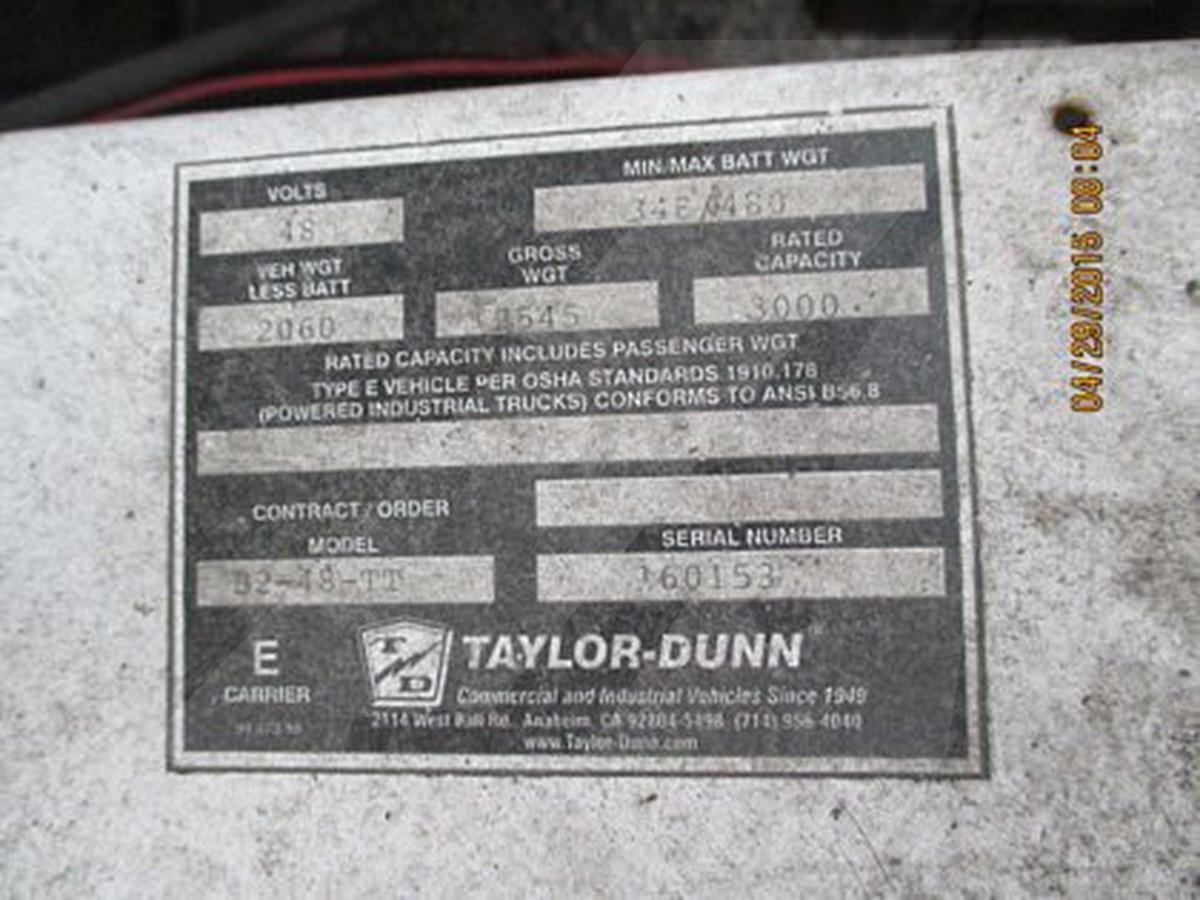 MIN/MAX BATT WGT
VOLTS
48
VEH WGT
LESS BATT
GROSS
WGT
RATED
CAPACITY
2060
3000
RATED CAPACITY INCLUDES PASSENGER WGT
TYPE E VEHICLE PER OSHA STANDARDS 1910.178
(POWERED INDUSTRIAL TRUCKS) CONFORMS TO ANSI B56.8
CONTRACT / ORDER
MODEL
SERIAL NUMBER
B2-48-TT
160153
E
CARRIER
TD
TAYLOR-DUNN
Commercial and Industrial Vehicles Since 1949
2114 West Ball Rd. Anaheim, CA 92804-5498 (714) 956-4040
www.Taylor-Dunn.com
04/29/2015 08:04